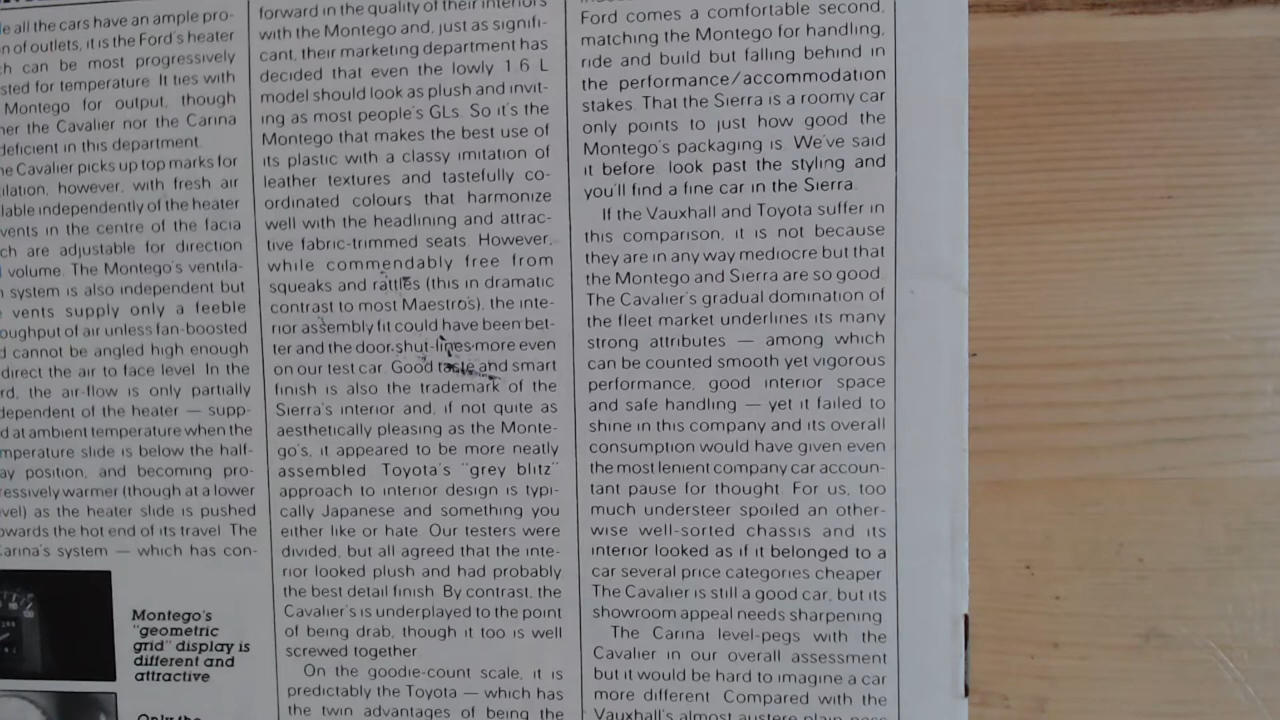 le all the cars have an ample pro-
n of outlets, it is the Ford's heater
ch can be most progressively
sted for temperature. It ties with
Montego for output, though
her the Cavalier nor the Carina
deficient in this department.
he Cavalier picks up top marks for
ilation, however, with fresh air
lable independently of the heater
vents in the centre of the facia
ch are adjustable for direction
volume. The Montego's ventila-
n system is also independent but
vents supply only a feeble
oughput of air unless fan-boosted
d cannot be angled high enough
direct the air to face level. In the
rd, the air-flow is only partially
dependent of the heater — supp-
d at ambient temperature when the
mperature slide is below the half-
ay position, and becoming pro-
ressively warmer (though at a lower
vel) as the heater slide is pushed
owards the hot end of its travel. The
Carina's system — which has con-
Montego's
"geometric
grid" display is
different and
attractive
Only the
forward in the quality of their interiors
with the Montego and, just as signifi-
cant, their marketing department has
decided that even the lowly 1.6 L
model should look as plush and invit-
ing as most people's GLs. So it's the
Montego that makes the best use of
its plastic with a classy imitation of
leather textures and tastefully co-
ordinated colours that harmonize
well with the headlining and attrac-
tive fabric-trimmed seats. However,
while commendably free from
squeaks and rattles (this in dramatic
contrast to most Maestros), the inte-
rior assembly fit could have been bet-
ter and the door shut-lines more even
on our test car. Good taste and smart
finish is also the trademark of the
Sierra's interior and, if not quite as
aesthetically pleasing as the Monte-
go's, it appeared to be more neatly
assembled. Toyota's "grey blitz"
approach to interior design is typi-
cally Japanese and something you
either like or hate. Our testers were
divided, but all agreed that the inte-
rior looked plush and had probably
the best detail finish. By contrast, the
Cavalier's is underplayed to the point
of being drab, though it too is well
screwed together.
On the goodie-count scale, it is
predictably the Toyota — which has
the twin advantages of being the
Ford comes a comfortable second,
matching the Montego for handling,
ride and build but falling behind in
the performance/accommodation
stakes. That the Sierra is a roomy car
only points to just how good the
Montego's packaging is. We've said
it before: look past the styling and
you'll find a fine car in the Sierra.
If the Vauxhall and Toyota suffer in
this comparison, it is not because
they are in any way mediocre but that
the Montego and Sierra are so good.
The Cavalier's gradual domination of
the fleet market underlines its many
strong attributes — among which
can be counted smooth yet vigorous
performance, good interior space
and safe handling — yet it failed to
shine in this company and its overall
consumption would have given even
the most lenient company car accoun-
tant pause for thought. For us, too
much understeer spoiled an other-
wise well-sorted chassis and its
interior looked as if it belonged to a
car several price categories cheaper.
The Cavalier is still a good car, but its
showroom appeal needs sharpening.
The Carina level-pegs with the
Cavalier in our overall assessment
but it would be hard to imagine a car
more different. Compared with the
Vauxhall's almost austere plain